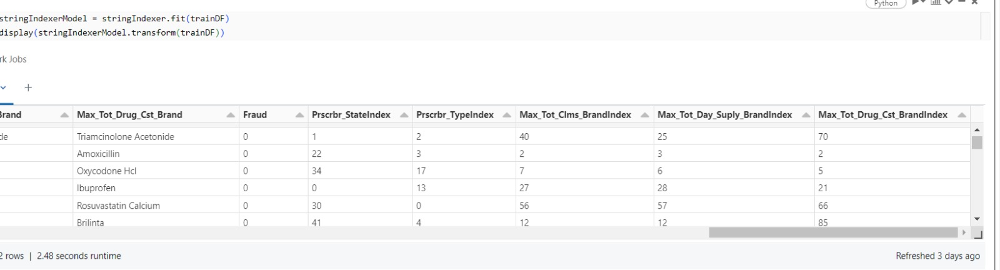 Python
stringIndexerModel = stringIndexer.fit(trainDF)
display(stringIndexerModel.transform(trainDF))
rk Jobs
+
Brand Max_Tot_Drug_Cst_Brand Fraud Prscrbr_StateIndex Prscrbr_TypeIndex Max_Tot_Clms_BrandIndex Max_Tot_Day_Suply_BrandIndex Max_Tot_Drug_Cst_BrandIndex
de Triamcinolone Acetonide 0 1 2 40 25 70
Amoxicillin 0 22 3 2 3 2
Oxycodone Hcl 0 34 17 7 6 5
Ibuprofen 0 0 13 27 28 21
Rosuvastatin Calcium 0 30 0 56 57 66
Brilinta 0 41 4 12 12 85
2 rows | 2.48 seconds runtime
Refreshed 3 days ago